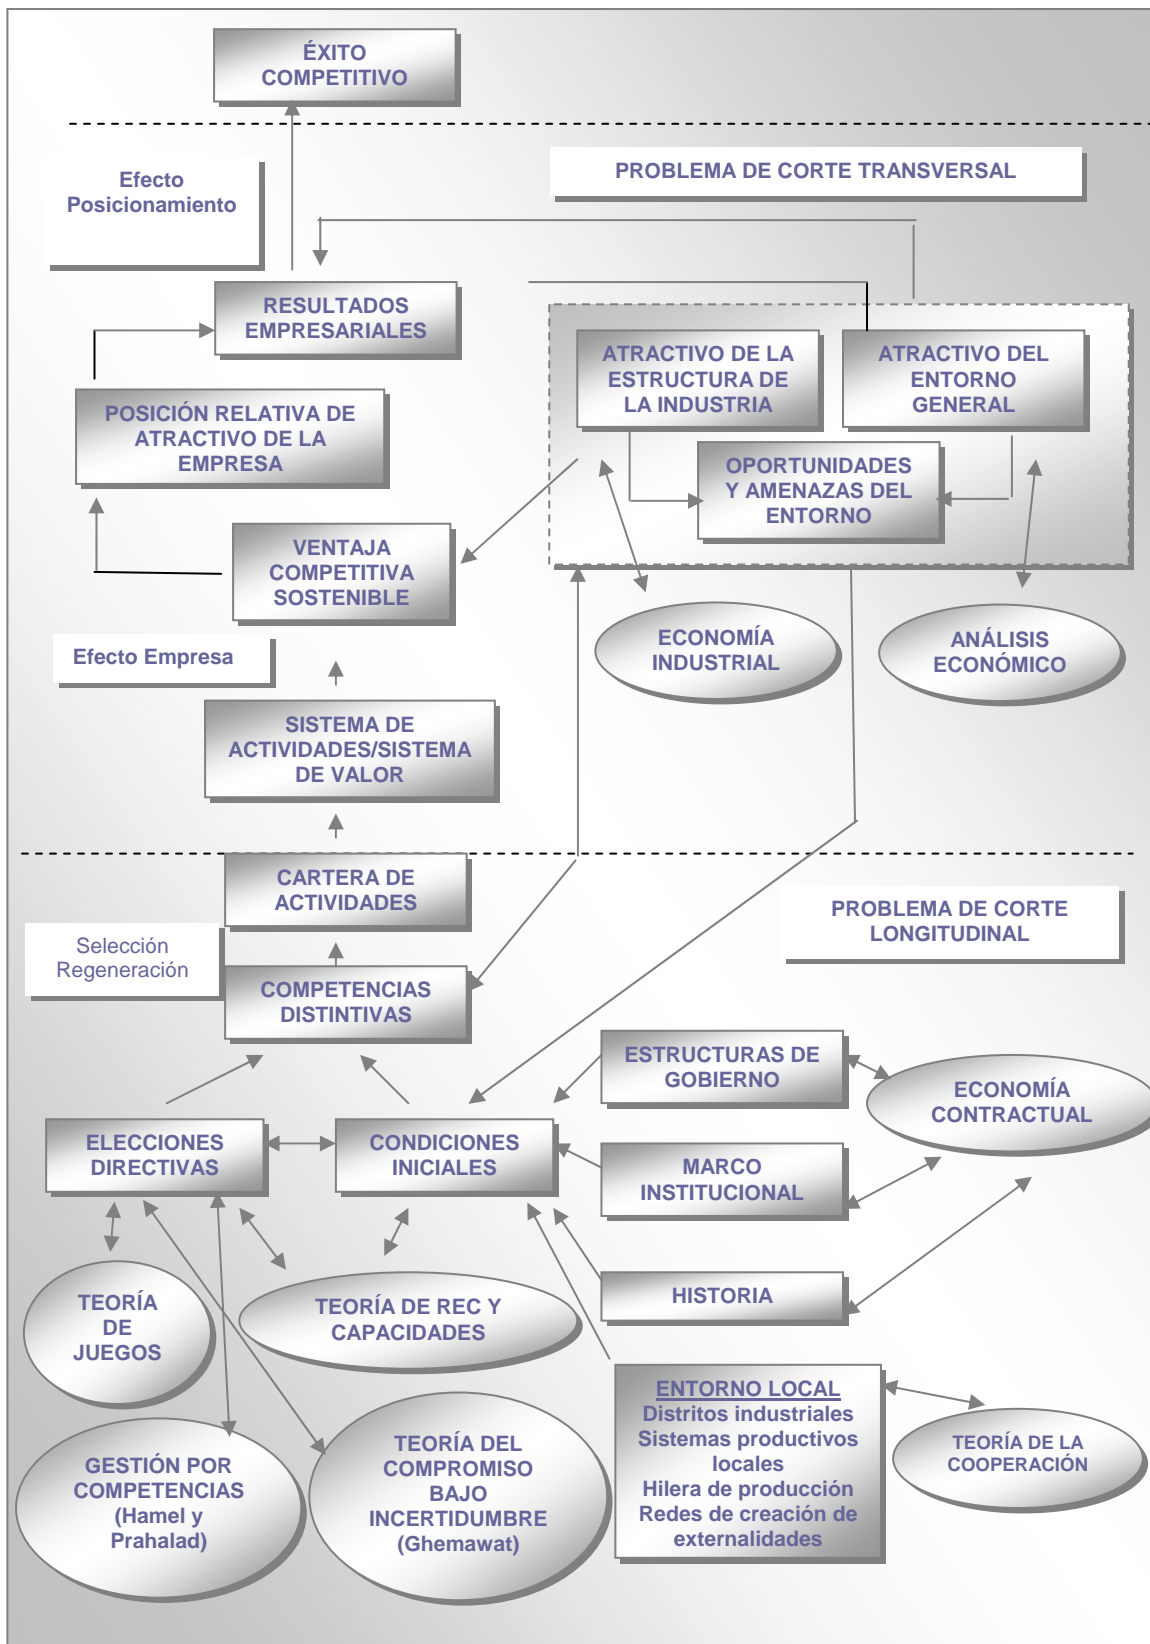 ÉXITO
COMPETITIVO
Efecto
Posicionamiento
PROBLEMA DE CORTE TRANSVERSAL
RESULTADOS
EMPRESARIALES
ATRACTIVO DE LA
ESTRUCTURA DE
LA INDUSTRIA
ATRACTIVO DEL
ENTORNO
GENERAL
POSICIÓN RELATIVA DE
ATRACTIVO DE LA
EMPRESA
OPORTUNIDADES
Y AMENAZAS DEL
ENTORNO
VENTAJA
COMPETITIVA
SOSTENIBLE
Efecto Empresa
ECONOMÍA
INDUSTRIAL
ANÁLISIS
ECONÓMICO
SISTEMA DE
ACTIVIDADES/SISTEMA
DE VALOR
CARTERA DE
ACTIVIDADES
PROBLEMA DE CORTE
LONGITUDINAL
Selección
Regeneración
COMPETENCIAS
DISTINTIVAS
ESTRUCTURAS DE
GOBIERNO
ECONOMÍA
CONTRACTUAL
ELECCIONES
DIRECTIVAS
CONDICIONES
INICIALES
MARCO
INSTITUCIONAL
HISTORIA
TEORÍA
DE
JUEGOS
TEORÍA DE REC Y
CAPACIDADES
ENTORNO LOCAL
Distritos industriales
Sistemas productivos
locales
Hilera de producción
Redes de creación de
externalidades
TEORÍA DE LA
COOPERACIÓN
GESTIÓN POR
COMPETENCIAS
(Hamel y
Prahalad)
TEORÍA DEL
COMPROMISO
BAJO
INCERTIDUMBRE
(Ghemawat)